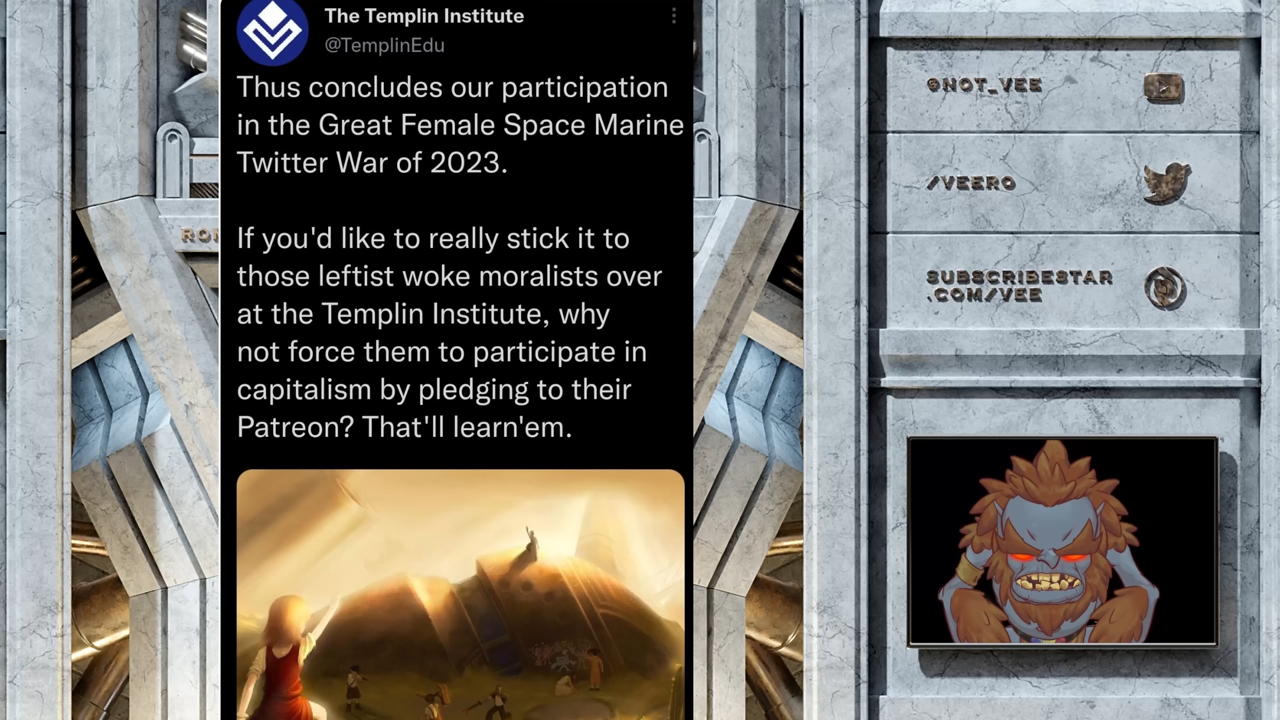 The Templin Institute
@TemplinEdu
Thus concludes our participation
in the Great Female Space Marine
Twitter War of 2023.
If you'd like to really stick it to
those leftist woke moralists over
at the Templin Institute, why
not force them to participate in
capitalism by pledging to their
Patreon? That'll learn'em.
@NOT_VEE
/VEERO
SUBSCRIBESTAR
.COM/VEE